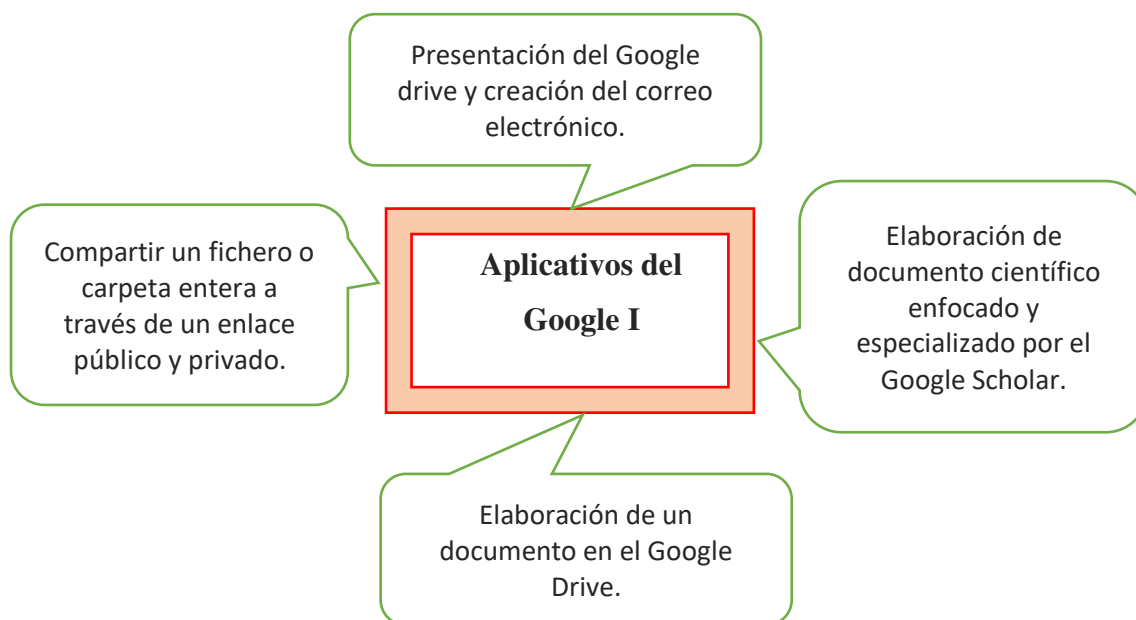 Presentación del Google
drive y creación del correo
electrónico.
Compartir un fichero o
carpeta entera a
través de un enlace
público y privado.
Aplicativos del
Google I
Elaboración de
documento científico
enfocado y
especializado por el
Google Scholar.
Elaboración de un
documento en el Google
Drive.